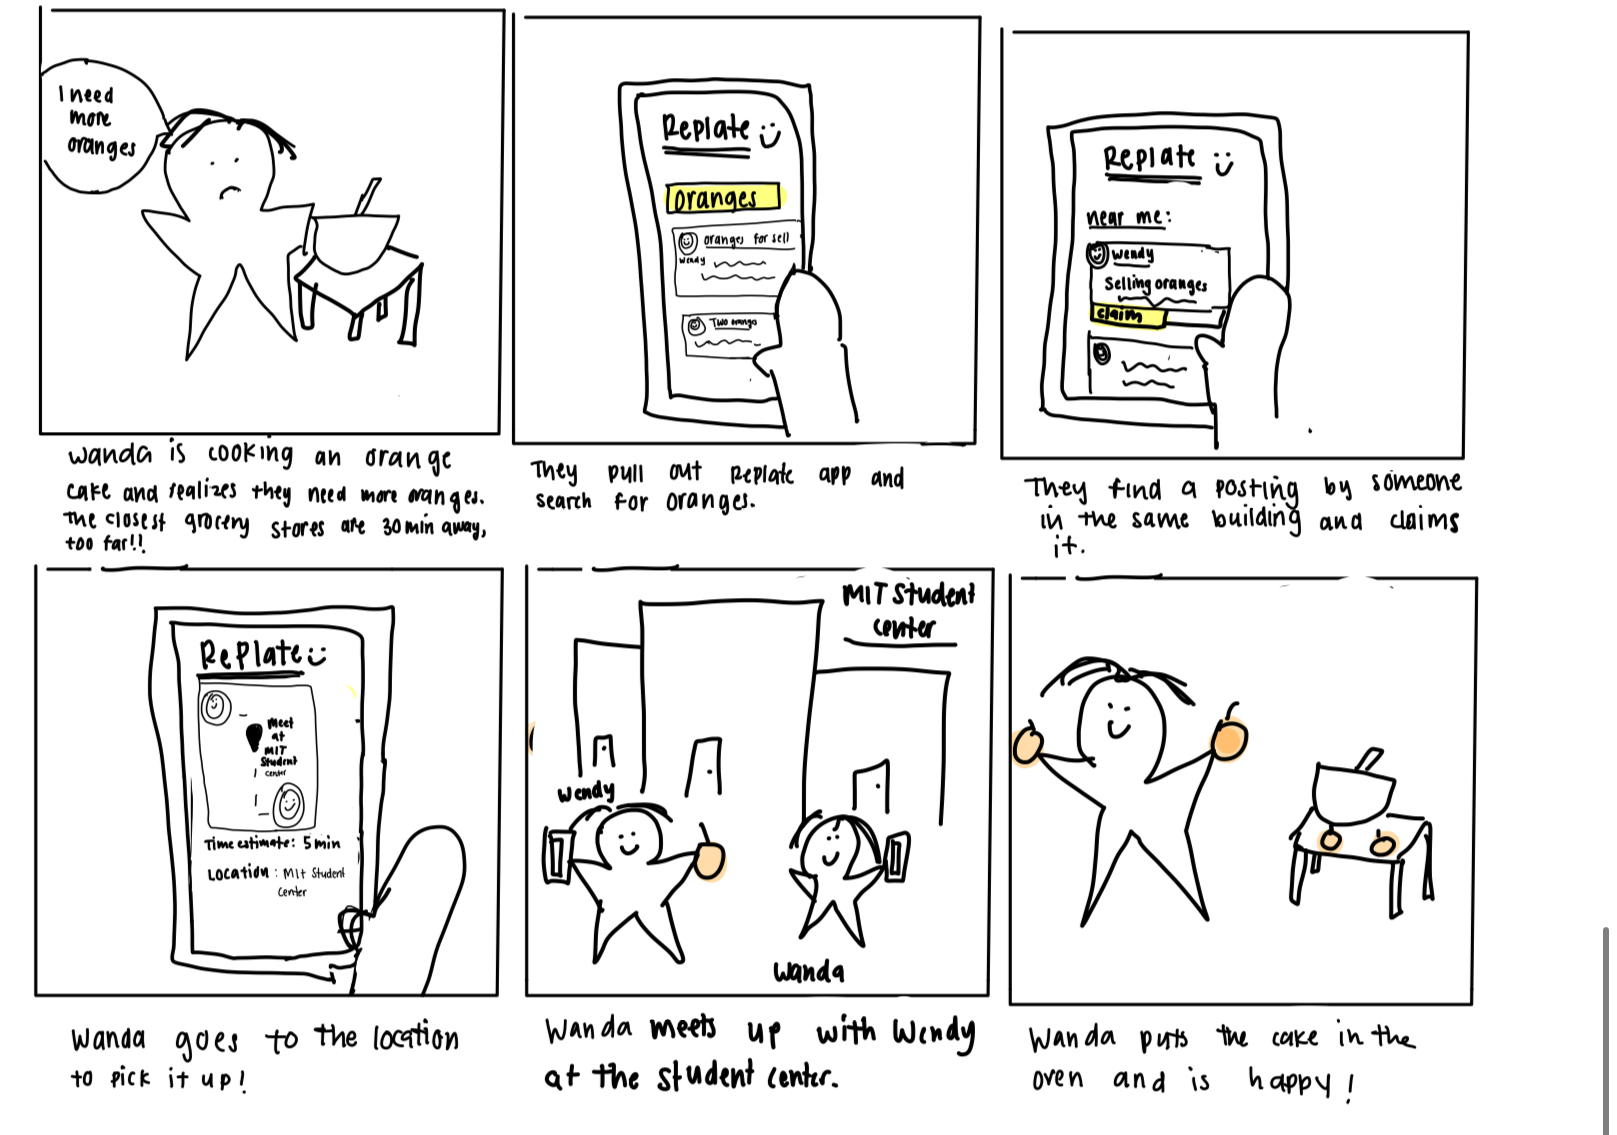 I need
more
oranges
wanda is cooking an orange
cake and realizes they need more oranges.
The closest grocery stores are 30 min away,
too far!!
Replate
oranges
oranges for sell
wendy
Two oranges
They pull out Replate app and
search for oranges.
Replate
near me:
wendy
Selling oranges
claim
They find a posting by someone
in the same building and claims
it.
Replate
meet
at
MIT
Student
center
Time estimate: 5 min
Location: MIt Student
Center
Wanda goes to the location
to pick it up!
MIT Student
center
Wendy
Wanda
Wanda meets up with Wendy
at the student center.
Wanda puts the cake in the
oven and is happy!